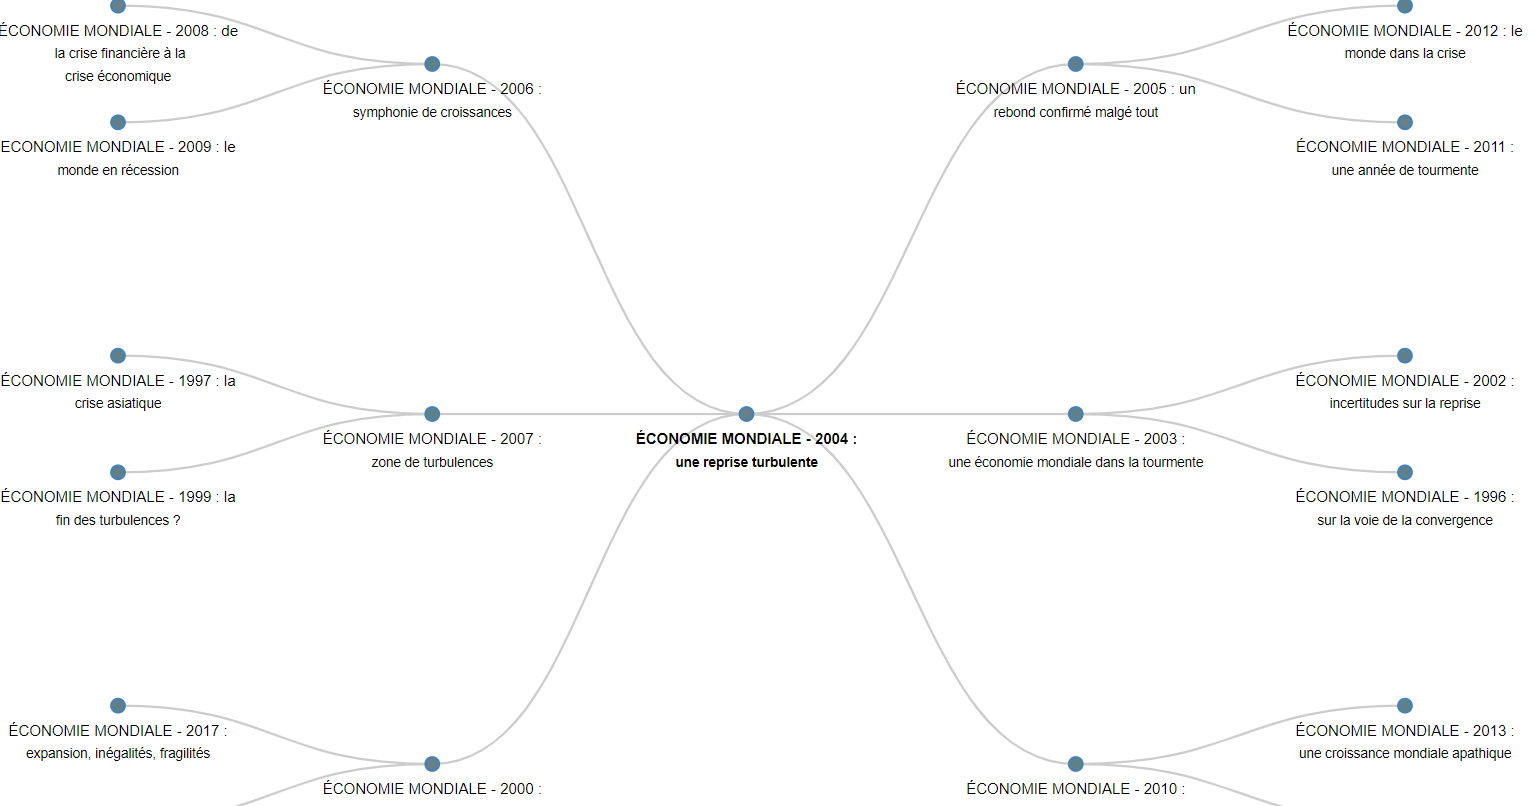 ÉCONOMIE MONDIALE - 2008 : de
la crise financière à la
crise économique
ECONOMIE MONDIALE - 2009 : le
monde en récession
ÉCONOMIE MONDIALE - 2006 :
symphonie de croissances
ÉCONOMIE MONDIALE - 2005 : un
rebond confirmé malgé tout
ÉCONOMIE MONDIALE - 2012 : le
monde dans la crise
ÉCONOMIE MONDIALE - 2011 :
une année de tourmente
ÉCONOMIE MONDIALE - 1997 : la
crise asiatique
ÉCONOMIE MONDIALE - 1999 : la
fin des turbulences ?
ÉCONOMIE MONDIALE - 2007 :
zone de turbulences
ÉCONOMIE MONDIALE - 2004 :
une reprise turbulente
ÉCONOMIE MONDIALE - 2003 :
une économie mondiale dans la tourmente
ÉCONOMIE MONDIALE - 2002 :
incertitudes sur la reprise
ÉCONOMIE MONDIALE - 1996 :
sur la voie de la convergence
ÉCONOMIE MONDIALE - 2017 :
expansion, inégalités, fragilités
ÉCONOMIE MONDIALE - 2000 :
ÉCONOMIE MONDIALE - 2010 :
ÉCONOMIE MONDIALE - 2013 :
une croissance mondiale apathique